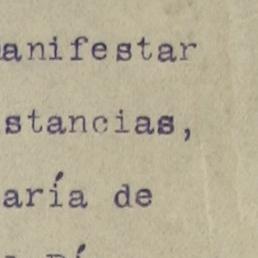 anifestar
stancias,
aría de